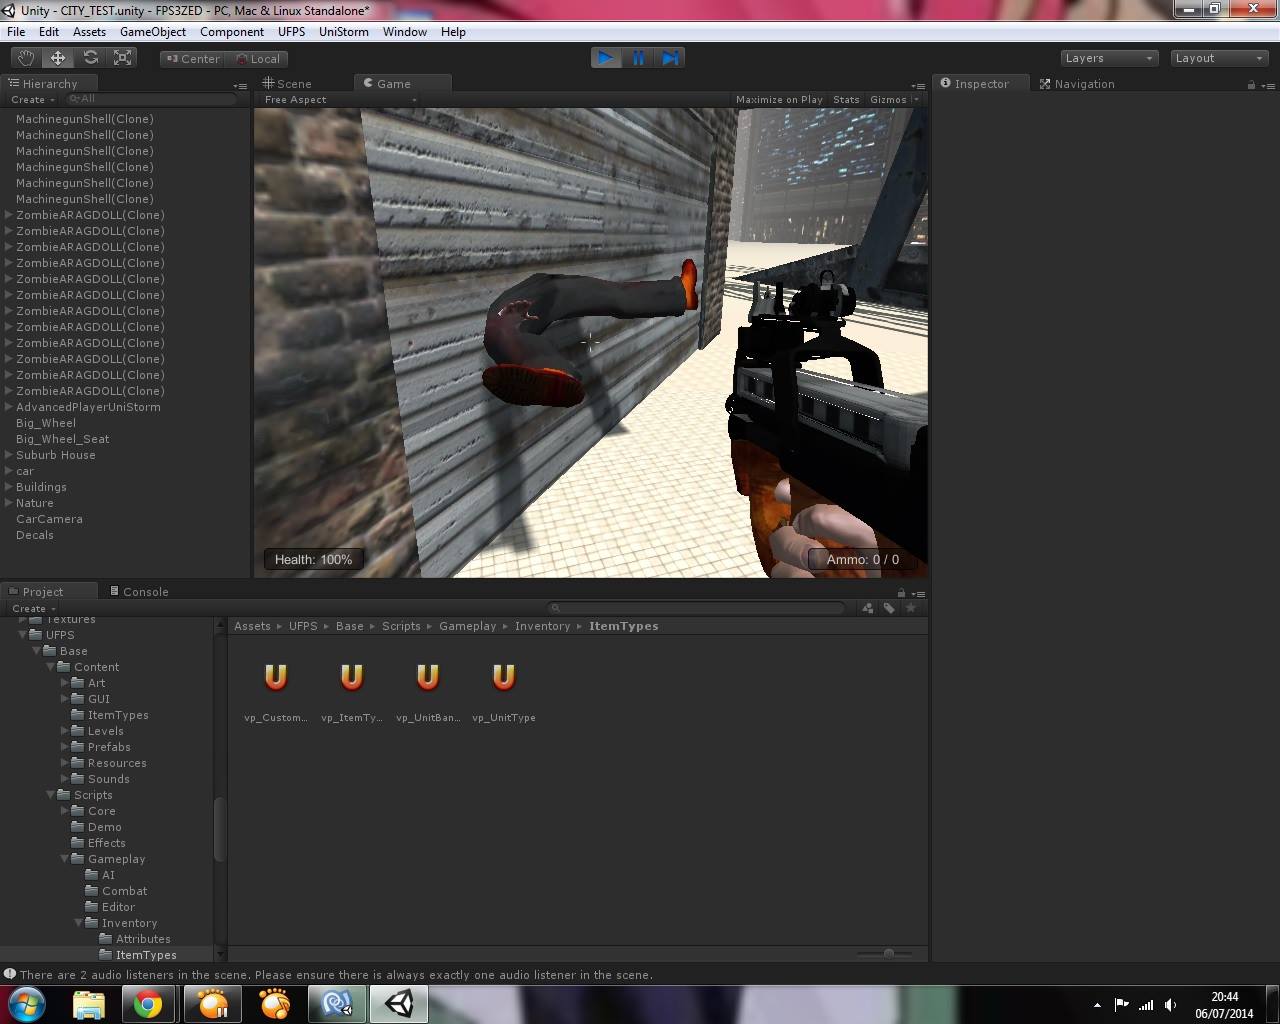 Unity - CITY_TEST.unity - FPS3ZED - PC, Mac & Linux Standalone*
File Edit Assets GameObject Component UFPS UniStorm Window Help
Center Local
Layers Layout
Hierarchy
Create All
MachinegunShell(Clone)
MachinegunShell(Clone)
MachinegunShell(Clone)
MachinegunShell(Clone)
MachinegunShell(Clone)
MachinegunShell(Clone)
ZombieARAGDOLL(Clone)
ZombieARAGDOLL(Clone)
ZombieARAGDOLL(Clone)
ZombieARAGDOLL(Clone)
ZombieARAGDOLL(Clone)
ZombieARAGDOLL(Clone)
ZombieARAGDOLL(Clone)
ZombieARAGDOLL(Clone)
ZombieARAGDOLL(Clone)
ZombieARAGDOLL(Clone)
ZombieARAGDOLL(Clone)
ZombieARAGDOLL(Clone)
AdvancedPlayerUniStorm
Big_Wheel
Big_Wheel_Seat
Suburb House
car
Buildings
Nature
CarCamera
Decals
Scene Game
Free Aspect
Maximize on Play Stats Gizmos
Health: 100%
Ammo: 0 / 0
Inspector Navigation
Project Console
Create
Textures
UFPS
Base
Content
Art
GUI
ItemTypes
Levels
Prefabs
Resources
Sounds
Scripts
Core
Demo
Effects
Gameplay
AI
Combat
Editor
Inventory
Attributes
ItemTypes
Assets UFPS Base Scripts Gameplay Inventory ItemTypes
U U U U
vp_Custom... vp_ItemTy... vp_UnitBan... vp_UnitType
There are 2 audio listeners in the scene. Please ensure there is always exactly one audio listener in the scene.
20:44
06/07/2014